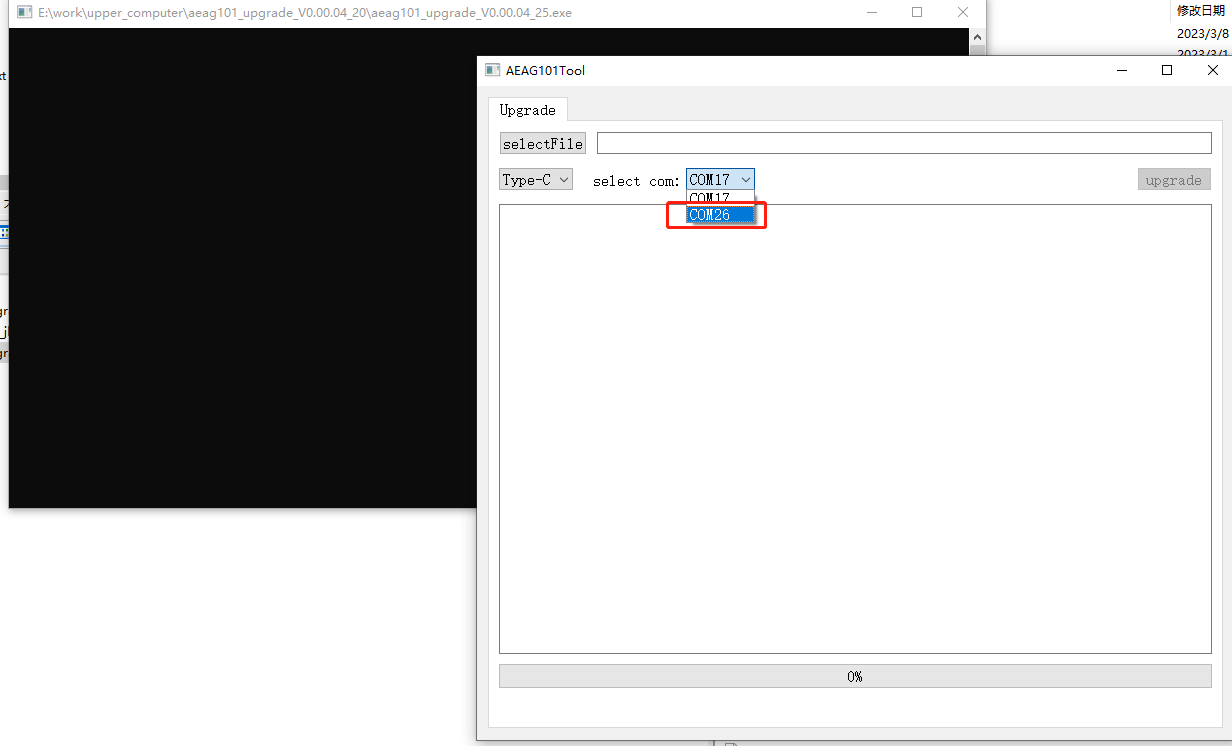 E:\work\upper_computer\aeag101_upgrade_V0.00.04_20\aeag101_upgrade_V0.00.04_25.exe
修改日期
2023/3/8
AEAG101Tool
Upgrade
selectFile
Type-C select com: COM17 upgrade
COM17
COM26
0%